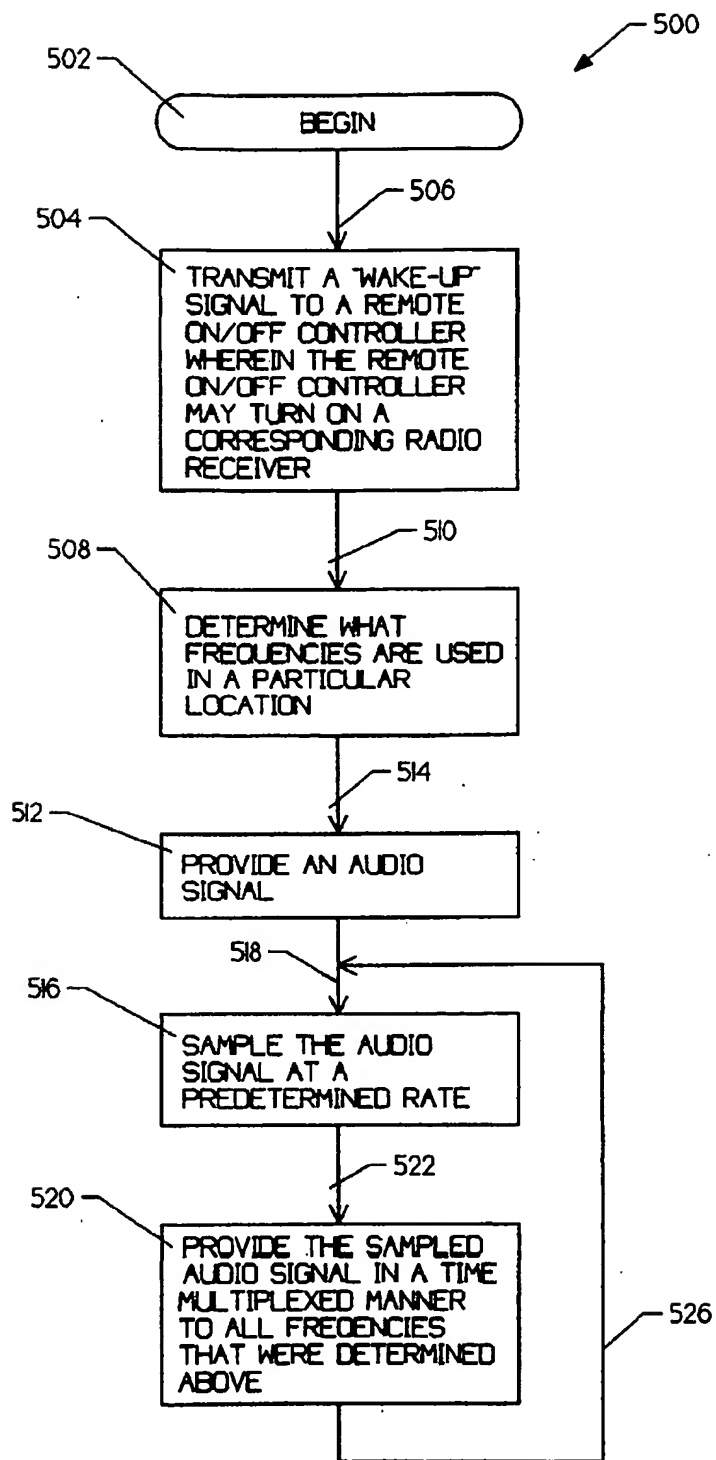 500
502
BEGIN
506
504
TRANSMIT A "WAKE-UP"
SIGNAL TO A REMOTE
ON/OFF CONTROLLER
WHEREIN THE REMOTE
ON/OFF CONTROLLER
MAY TURN ON A
CORRESPONDING RADIO
RECEIVER
510
508
DETERMINE WHAT
FREQUENCIES ARE USED
IN A PARTICULAR
LOCATION
514
512
PROVIDE AN AUDIO
SIGNAL
518
516
SAMPLE THE AUDIO
SIGNAL AT A
PREDETERMINED RATE
522
520
PROVIDE THE SAMPLED
AUDIO SIGNAL IN A TIME
MULTIPLEXED MANNER
TO ALL FREQENCIES
THAT WERE DETERMINED
ABOVE
526